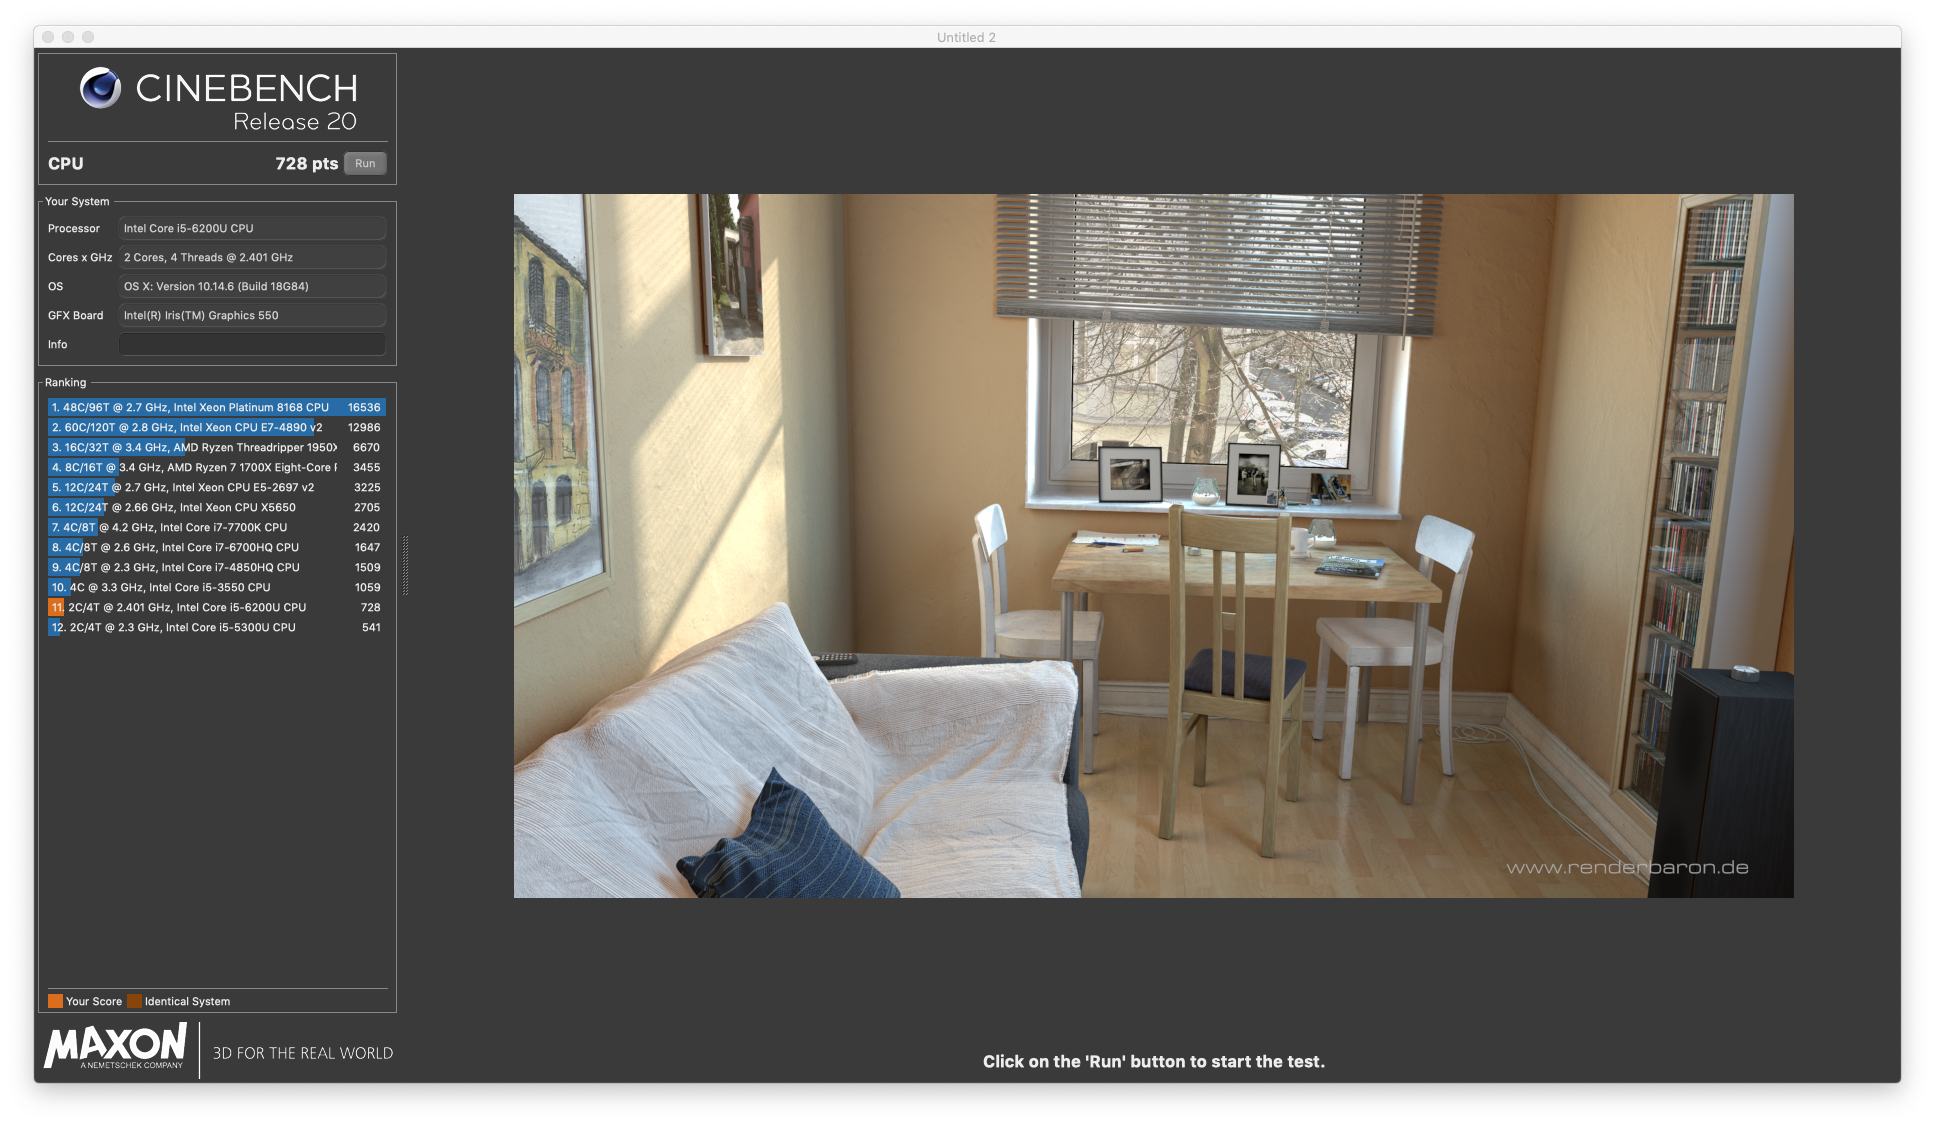 Untitled 2
CINEBENCH
Release 20
CPU 728 pts Run
Your System
Processor Intel Core i5-6200U CPU
Cores x GHz 2 Cores, 4 Threads @ 2.401 GHz
OS OS X: Version 10.14.6 (Build 18G84)
GFX Board Intel(R) Iris(TM) Graphics 550
Info
Ranking
1. 48C/96T @ 2.7 GHz, Intel Xeon Platinum 8168 CPU 16536
2. 60C/120T @ 2.8 GHz, Intel Xeon CPU E7-4890 v2 12986
3. 16C/32T @ 3.4 GHz, AMD Ryzen Threadripper 1950X 6670
4. 8C/16T @ 3.4 GHz, AMD Ryzen 7 1700X Eight-Core 3455
5. 12C/24T @ 2.7 GHz, Intel Xeon CPU E5-2697 v2 3225
6. 12C/24T @ 2.66 GHz, Intel Xeon CPU X5650 2705
7. 4C/8T @ 4.2 GHz, Intel Core i7-7700K CPU 2420
8. 4C/8T @ 2.6 GHz, Intel Core i7-6700HQ CPU 1647
9. 4C/8T @ 2.3 GHz, Intel Core i7-4850HQ CPU 1509
10. 4C @ 3.3 GHz, Intel Core i5-3550 CPU 1059
11. 2C/4T @ 2.401 GHz, Intel Core i5-6200U CPU 728
12. 2C/4T @ 2.3 GHz, Intel Core i5-5300U CPU 541
www.renderbaron.de
Your Score Identical System
MAXON
A NEMETSCHEK COMPANY
3D FOR THE REAL WORLD
Click on the 'Run' button to start the test.